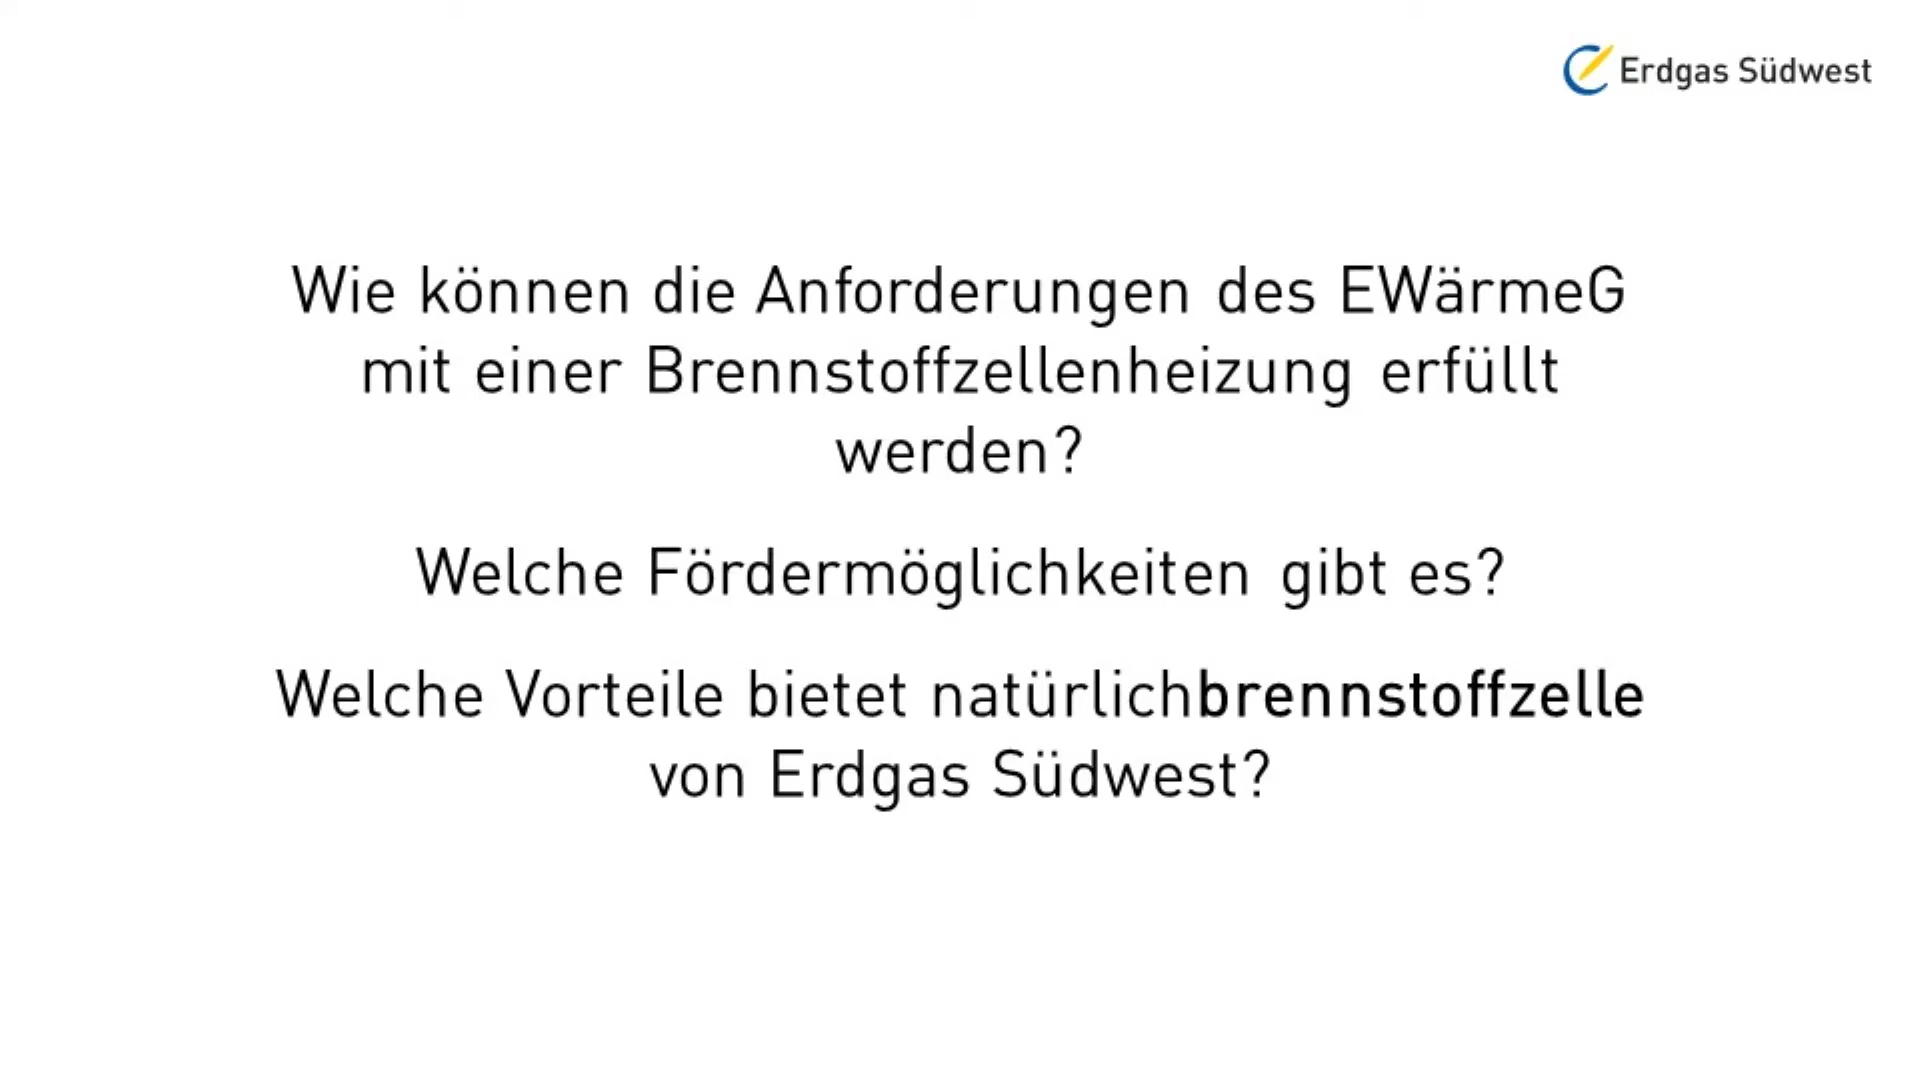 Erdgas Südwest
Wie können die Anforderungen des EWärmeG
mit einer Brennstoffzellenheizung erfüllt
werden?
Welche Fördermöglichkeiten gibt es?
Welche Vorteile bietet natürlichbrennstoffzelle
von Erdgas Südwest?